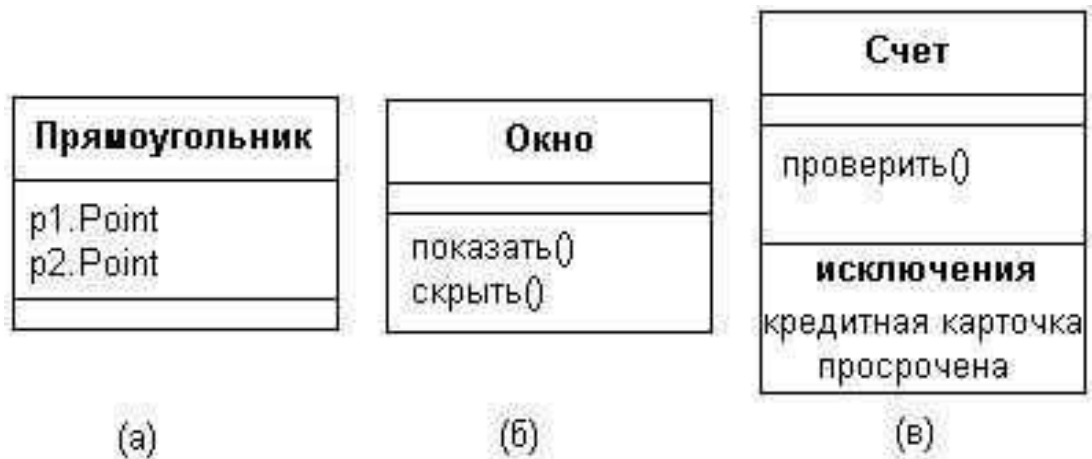 Прямоугольник
p1.Point
p2.Point
(а)
Окно
показать()
скрыть()
(б)
Счет
проверить()
исключения
кредитная карточка
просрочена
(в)